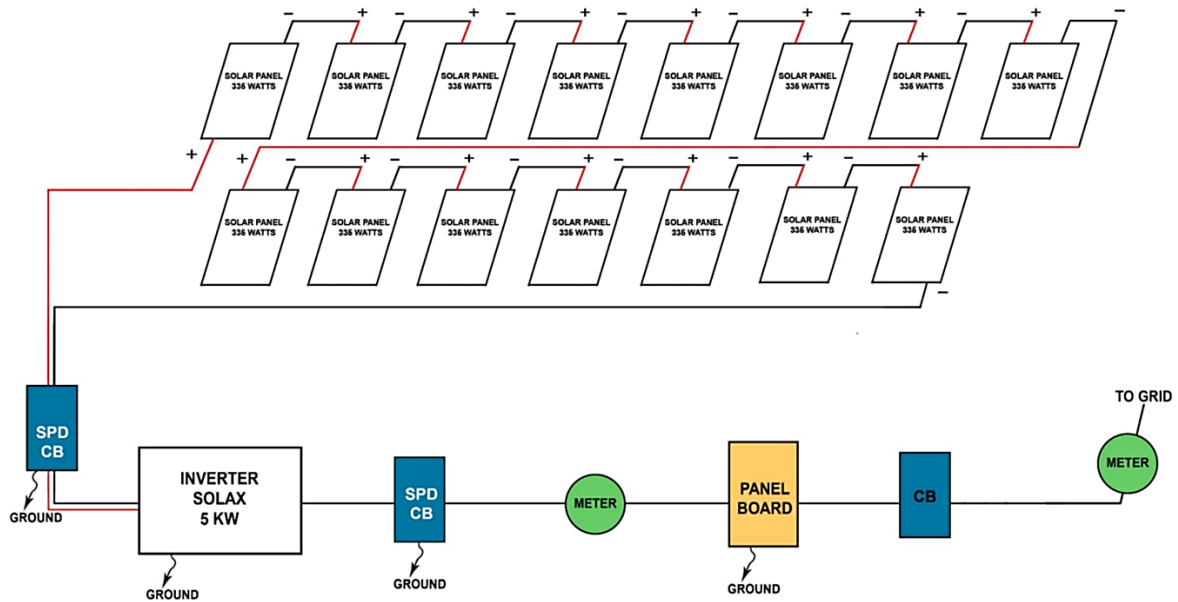 − + − + − + − + − + − + − + −
SOLAR PANEL
335 WATTS
SOLAR PANEL
335 WATTS
SOLAR PANEL
335 WATTS
SOLAR PANEL
335 WATTS
SOLAR PANEL
335 WATTS
SOLAR PANEL
335 WATTS
SOLAR PANEL
335 WATTS
SOLAR PANEL
335 WATTS
+ + − + − + − + − + − + − +
SOLAR PANEL
335 WATTS
SOLAR PANEL
335 WATTS
SOLAR PANEL
335 WATTS
SOLAR PANEL
335 WATTS
SOLAR PANEL
335 WATTS
SOLAR PANEL
335 WATTS
SOLAR PANEL
335 WATTS
−
SPD
CB
GROUND
INVERTER
SOLAX
5 KW
GROUND
SPD
CB
GROUND
METER
PANEL
BOARD
GROUND
CB
TO GRID
METER